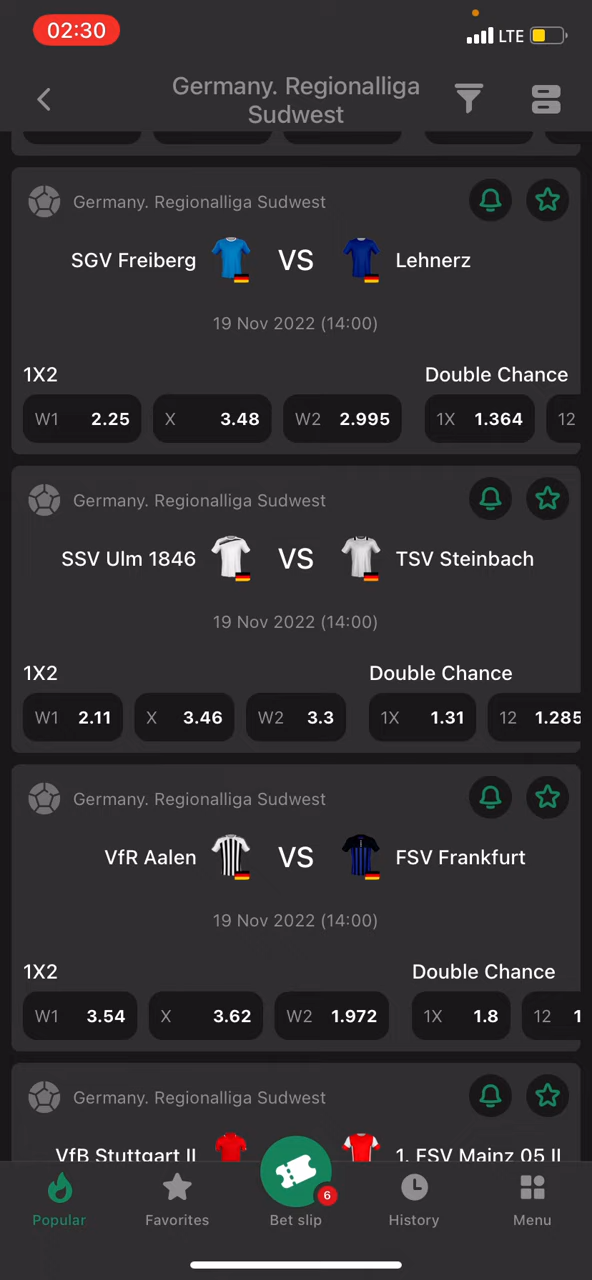 02:30
LTE
Germany. Regionalliga
Sudwest
Germany. Regionalliga Sudwest
SGV Freiberg VS Lehnerz
19 Nov 2022 (14:00)
1X2 Double Chance
W1 2.25 X 3.48 W2 2.995 1X 1.364 12
Germany. Regionalliga Sudwest
SSV Ulm 1846 VS TSV Steinbach
19 Nov 2022 (14:00)
1X2 Double Chance
W1 2.11 X 3.46 W2 3.3 1X 1.31 12 1.285
Germany. Regionalliga Sudwest
VfR Aalen VS FSV Frankfurt
19 Nov 2022 (14:00)
1X2 Double Chance
W1 3.54 X 3.62 W2 1.972 1X 1.8 12 1
Germany. Regionalliga Sudwest
VfB Stuttgart II 1. FSV Mainz 05 II
6
Popular Favorites Bet slip History Menu